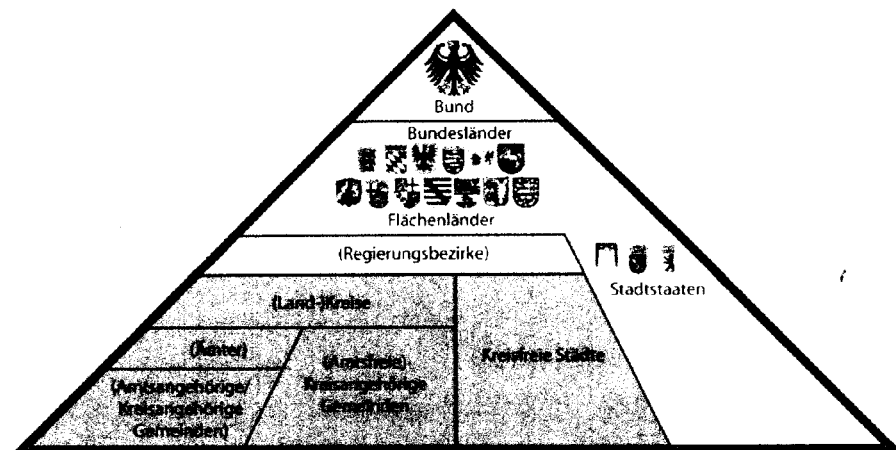 Bund
Bundesländer
Flächenländer
(Regierungsbezirke)
Stadtstaaten
(Land-)Kreise
(Ämter)
(Amtsfreie)
Kreisangehörige
Gemeinden
Kreisfreie Städte
(Amtsangehörige/
Kreisangehörige
Gemeinden)